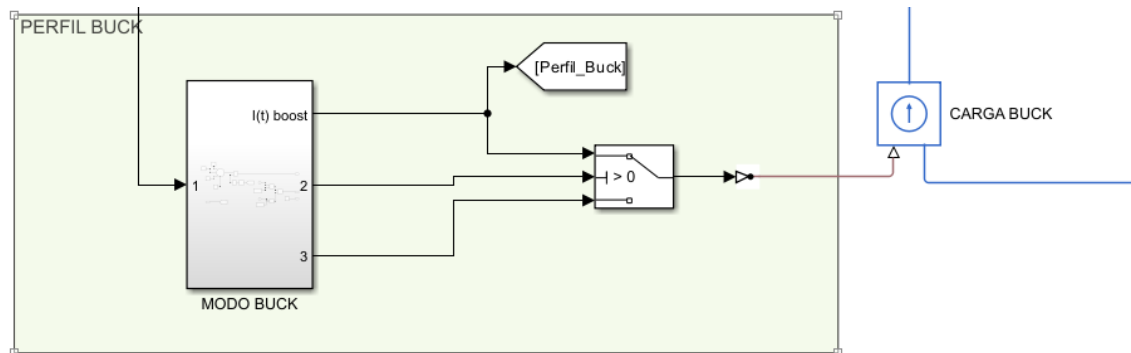 PERFIL BUCK
[Perfil_Buck]
I(t) boost
CARGA BUCK
1
2
> 0
3
MODO BUCK